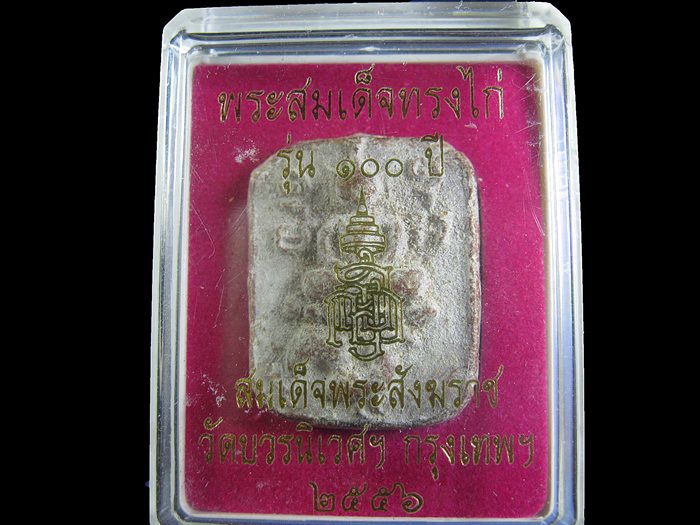 พระสมเด็จทรงไก่
รุ่น ๑๐๐ ปี
สมเด็จพระสังฆราช
วัดบวรนิเวศฯ กรุงเทพฯ
๒๕๕๖